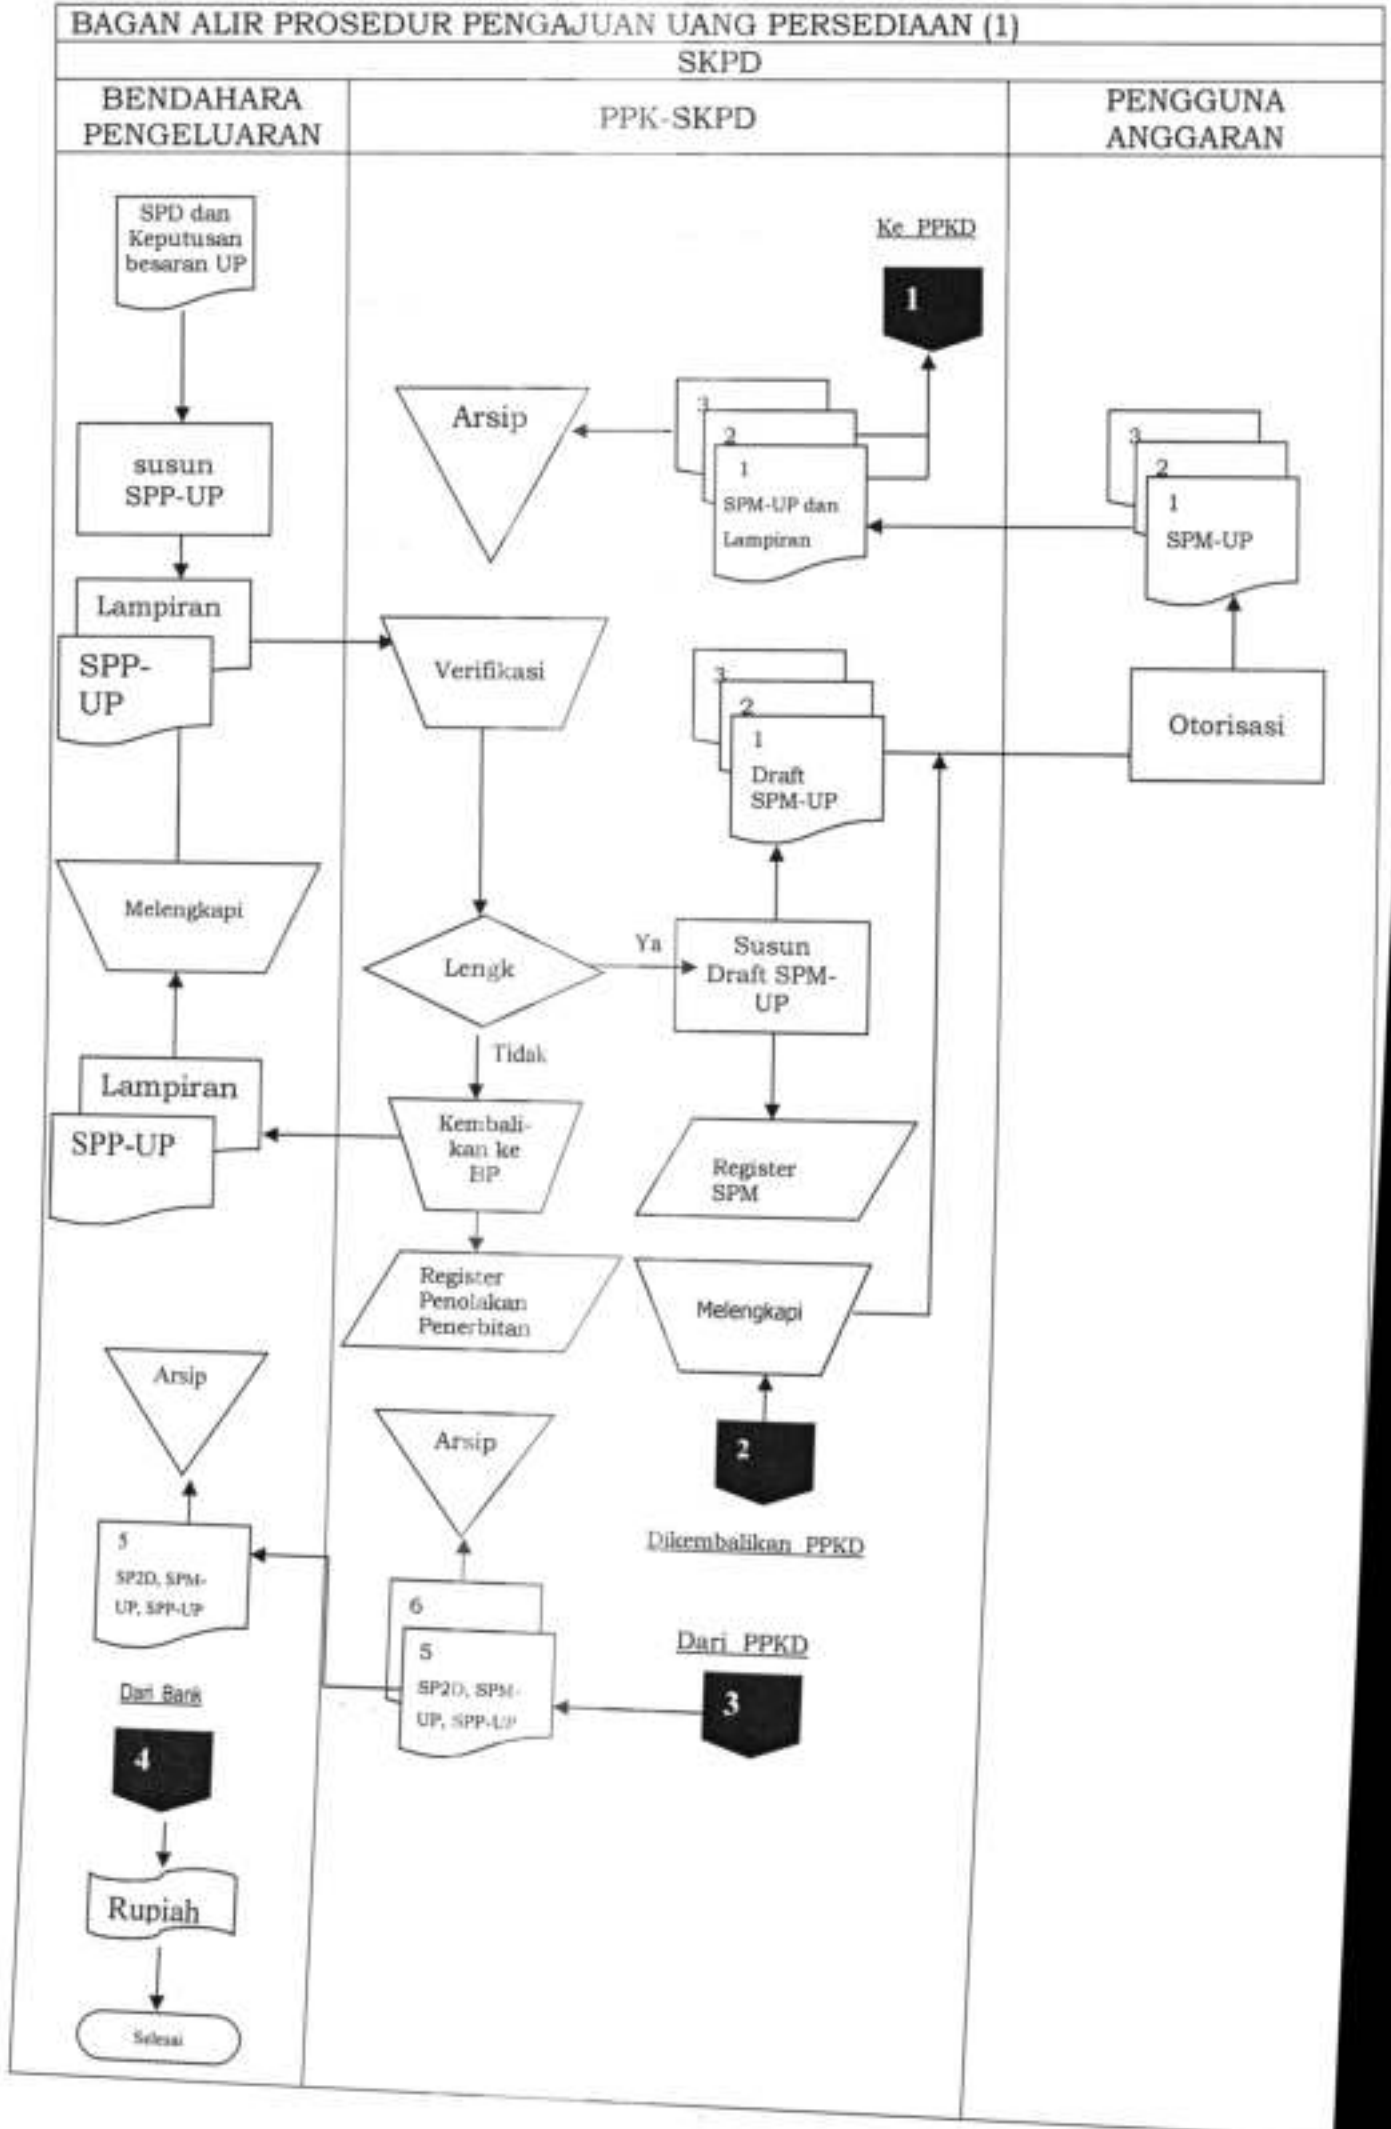 BAGAN ALIR PROSEDUR PENGAJUAN UANG PERSEDIAAN (1)
SKPD
BENDAHARA
PENGELUARAN
PPK-SKPD
PENGGUNA
ANGGARAN
SPD dan
Keputusan
besaran UP
susun
SPP-UP
Lampiran
SPP-
UP
Melengkapi
Lampiran
SPP-UP
Arsip
5
SP2D, SPM-
UP, SPP-UP
Dari Bank
4
Rupiah
Selesai
Ke PPKD
1
Arsip
3
2
1
SPM-UP dan
Lampiran
Verifikasi
3
2
1
Draft
SPM-UP
Lengk
Ya
Susun
Draft SPM-
UP
Tidak
Kembali-
kan ke
BP
Register
SPM
Register
Penolakan
Penerbitan
Melengkapi
2
Dikembalikan PPKD
Arsip
6
5
SP2D, SPM-
UP, SPP-UP
Dari PPKD
3
3
2
1
SPM-UP
Otorisasi